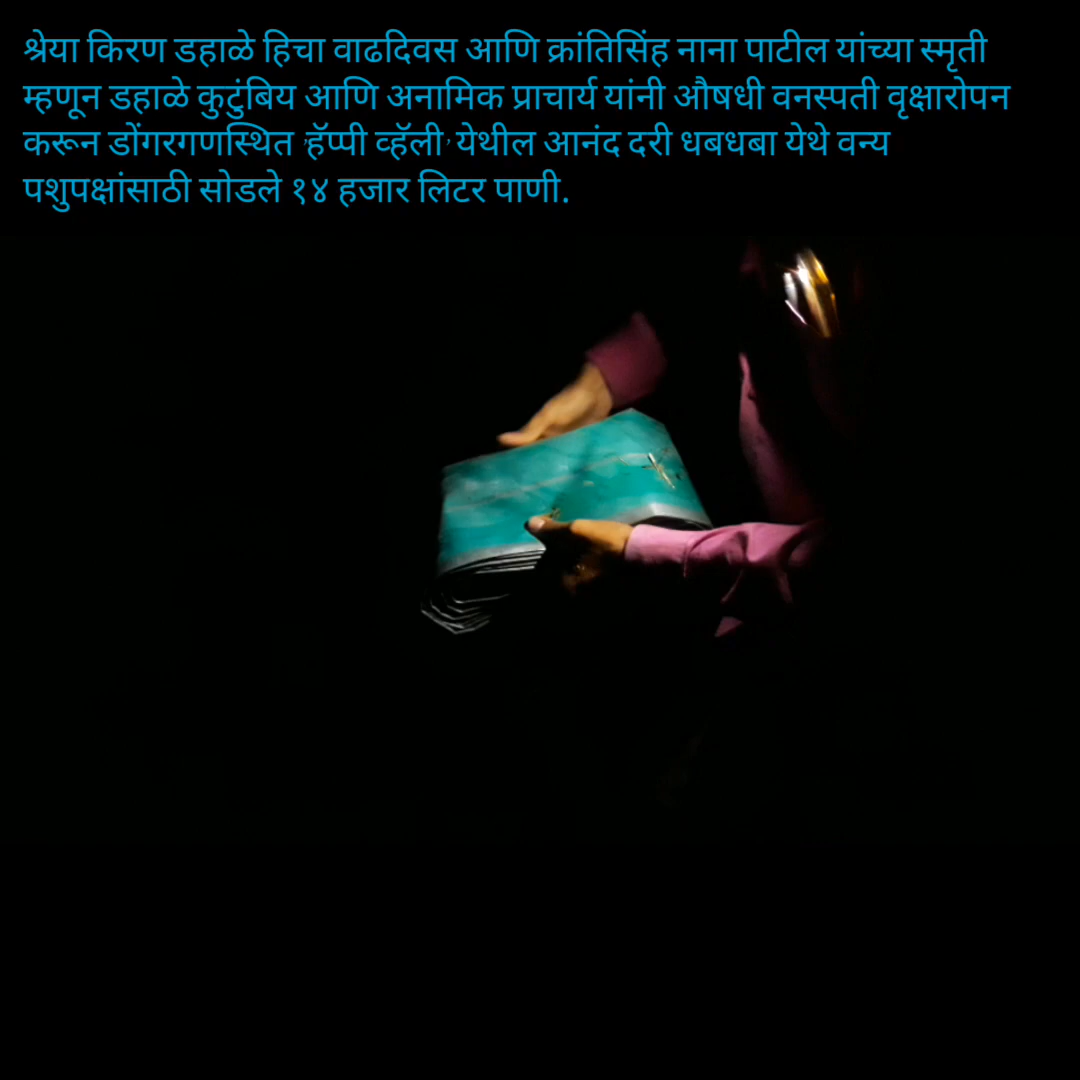 श्रेया किरण डहाळे हिचा वाढदिवस आणि क्रांतिसिंह नाना पाटील यांच्या स्मृती
म्हणून डहाळे कुटुंबिय आणि अनामिक प्राचार्य यांनी औषधी वनस्पती वृक्षारोपन
करून डोंगरगणस्थित 'हॅप्पी व्हॅली' येथील आनंद दरी धबधबा येथे वन्य
पशुपक्षांसाठी सोडले १४ हजार लिटर पाणी.